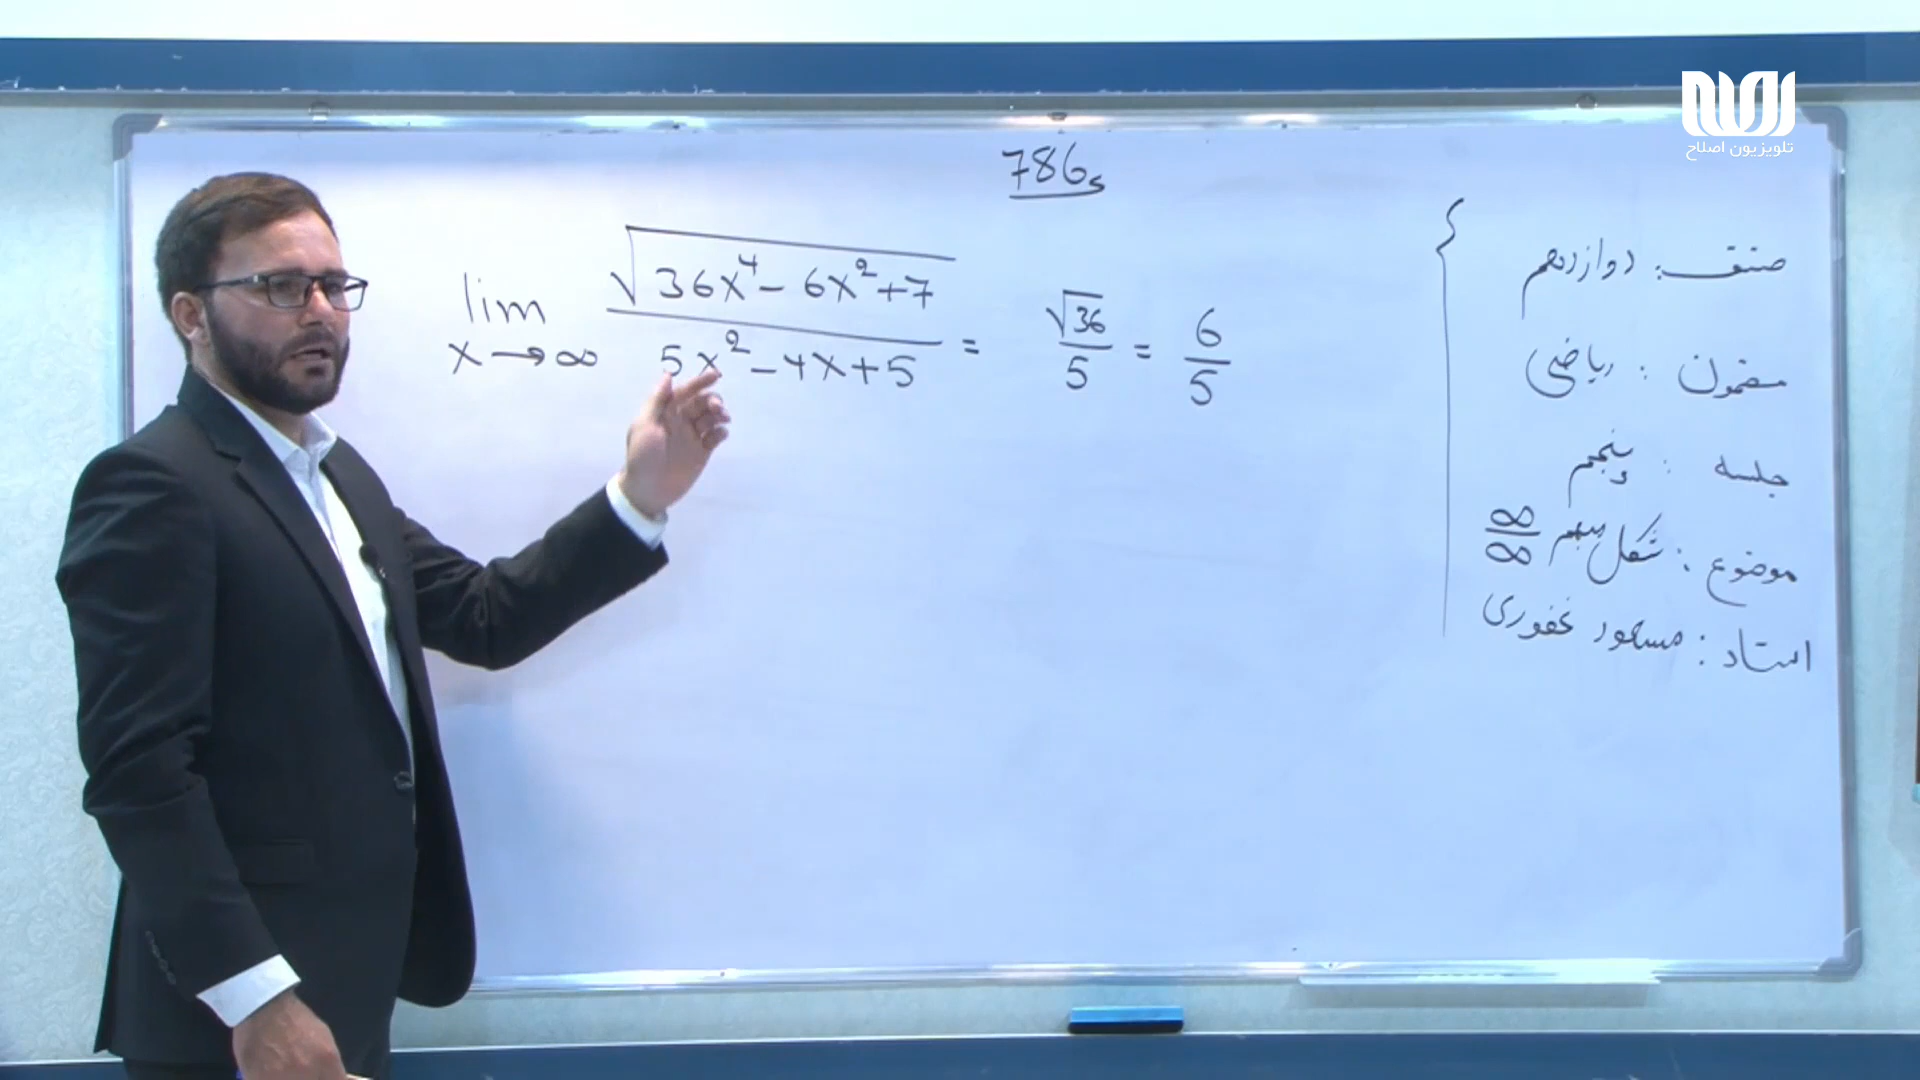 تلویزیون اصلاح
786
lim x→∞ √(36x⁴ - 6x² + 7) / (5x² - 4x + 5) = √36 / 5 = 6 / 5
صنف: دوازدهم
مضمون: ریاضی
جلسه: پنجم
موضوع: شکل مبهم ∞/∞
استاد: مسعود غفوری